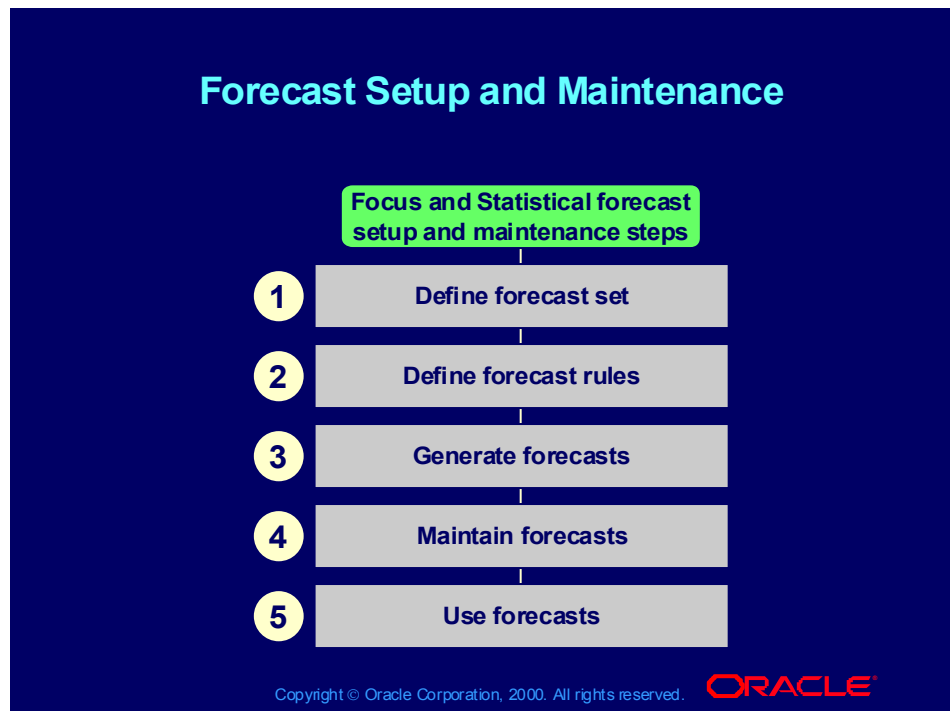 Forecast Setup and Maintenance
Focus and Statistical forecast
setup and maintenance steps
1 Define forecast set
2 Define forecast rules
3 Generate forecasts
4 Maintain forecasts
5 Use forecasts
Copyright © Oracle Corporation, 2000. All rights reserved.
ORACLE